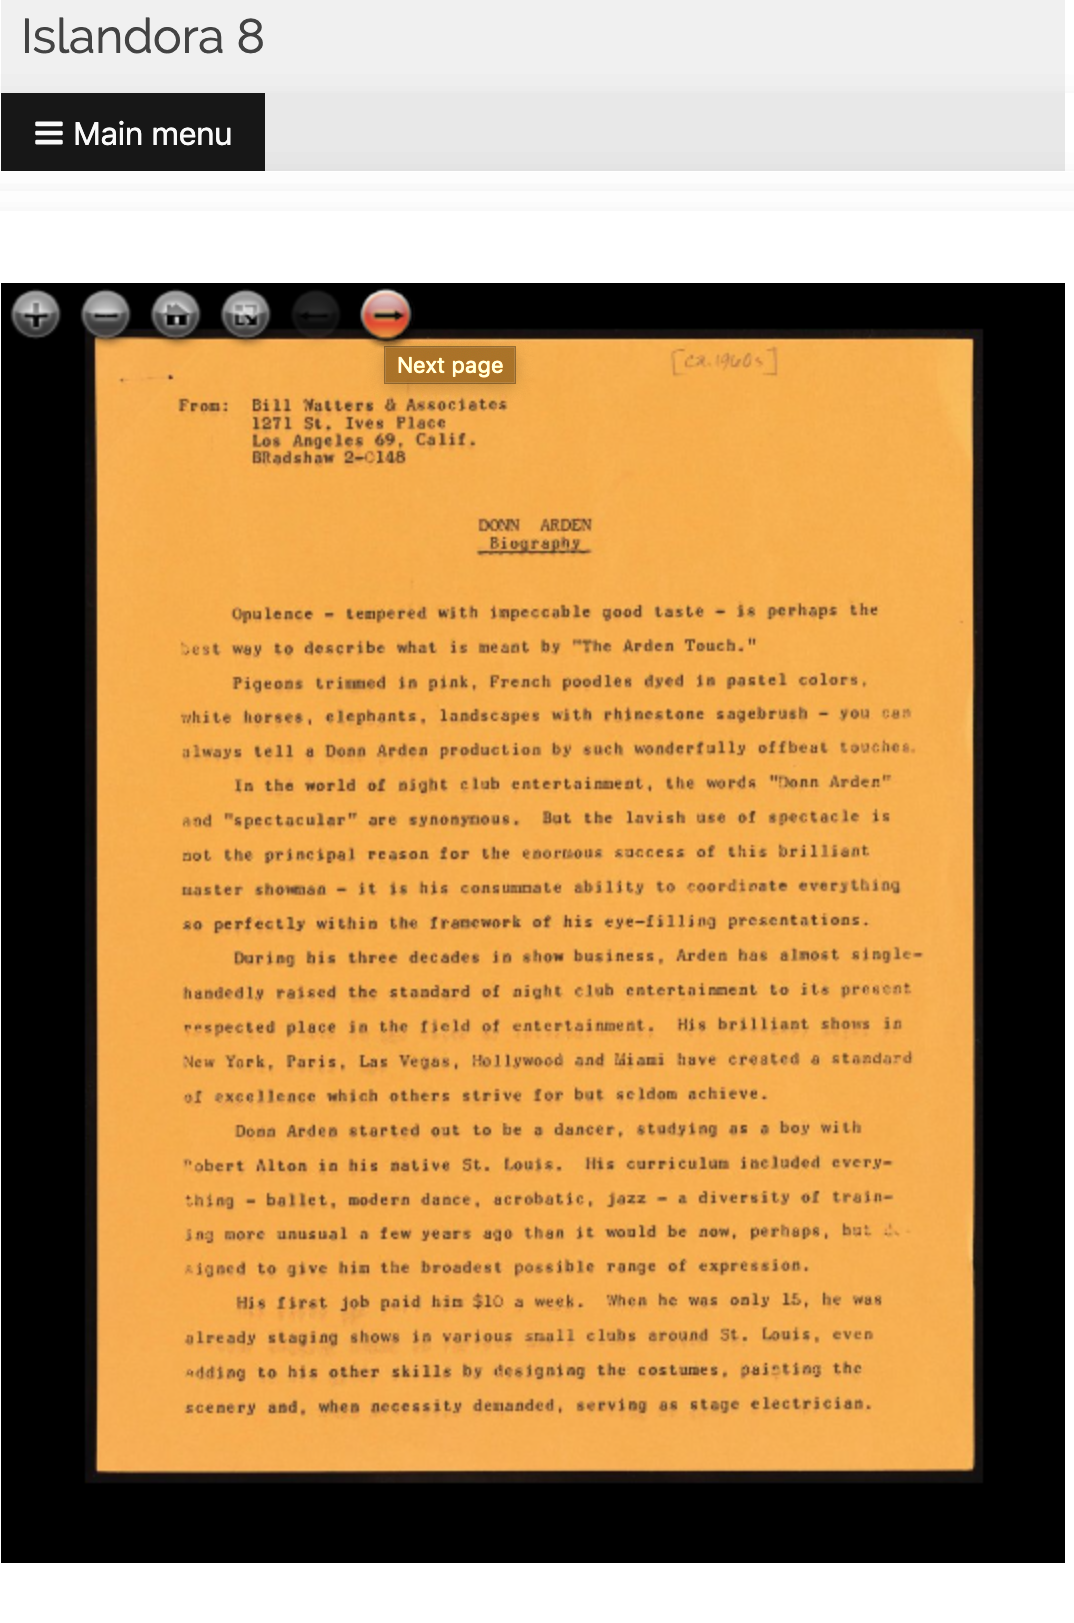 Islandora 8
Main menu
Next page
[ca. 1960s]
From: Bill Watters & Associates
1271 St. Ives Place
Los Angeles 69, Calif.
BRadshaw 2-0148
DONN ARDEN
Biography
Opulence - tempered with impeccable good taste - is perhaps the
best way to describe what is meant by "The Arden Touch."
Pigeons trimmed in pink, French poodles dyed in pastel colors,
white horses, elephants, landscapes with rhinestone sagebrush - you can
always tell a Donn Arden production by such wonderfully offbeat touches.
In the world of night club entertainment, the words "Donn Arden"
and "spectacular" are synonymous. But the lavish use of spectacle is
not the principal reason for the enormous success of this brilliant
master showman - it is his consummate ability to coordinate everything
so perfectly within the framework of his eye-filling presentations.
During his three decades in show business, Arden has almost single-
handedly raised the standard of night club entertainment to its present
respected place in the field of entertainment. His brilliant shows in
New York, Paris, Las Vegas, Hollywood and Miami have created a standard
of excellence which others strive for but seldom achieve.
Donn Arden started out to be a dancer, studying as a boy with
Robert Alton in his native St. Louis. His curriculum included every-
thing - ballet, modern dance, acrobatic, jazz - a diversity of train-
ing more unusual a few years ago than it would be now, perhaps, but de-
signed to give him the broadest possible range of expression.
His first job paid him $10 a week. When he was only 15, he was
already staging shows in various small clubs around St. Louis, even
adding to his other skills by designing the costumes, painting the
scenery and, when necessity demanded, serving as stage electrician.